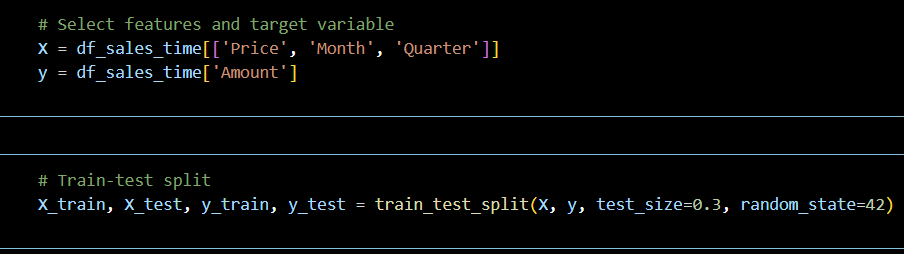 # Select features and target variable
X = df_sales_time[['Price', 'Month', 'Quarter']]
y = df_sales_time['Amount']
# Train-test split
X_train, X_test, y_train, y_test = train_test_split(X, y, test_size=0.3, random_state=42)